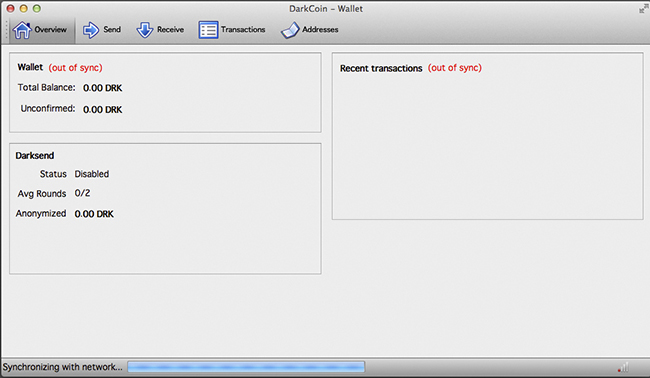 DarkCoin - Wallet
Overview Send Receive Transactions Addresses
Wallet (out of sync)
Total Balance: 0.00 DRK
Unconfirmed: 0.00 DRK
Darksend
Status Disabled
Avg Rounds 0/2
Anonymized 0.00 DRK
Recent transactions (out of sync)
Synchronizing with network...